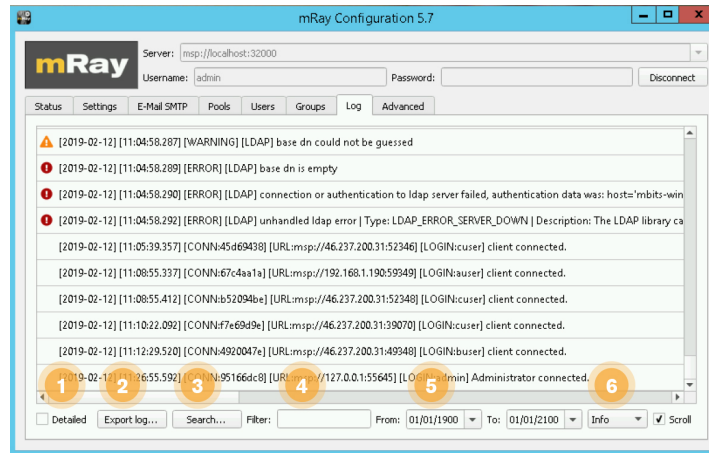 mRay Configuration 5.7
mRay
Server: msp://localhost:32000
Username: admin Password: Disconnect
Status Settings E-Mail SMTP Pools Users Groups Log Advanced
[2019-02-12] [11:04:58.287] [WARNING] [LDAP] base dn could not be guessed
[2019-02-12] [11:04:58.289] [ERROR] [LDAP] base dn is empty
[2019-02-12] [11:04:58.290] [ERROR] [LDAP] connection or authentication to ldap server failed, authentication data was: host='mbits-win
[2019-02-12] [11:04:58.292] [ERROR] [LDAP] unhandled ldap error | Type: LDAP_ERROR_SERVER_DOWN | Description: The LDAP library ca
[2019-02-12] [11:05:39.357] [CONN:45d69438] [URL:msp://46.237.200.31:52346] [LOGIN:cuser] client connected.
[2019-02-12] [11:08:55.337] [CONN:67c4aa1a] [URL:msp://192.168.1.190:59349] [LOGIN:auser] client connected.
[2019-02-12] [11:08:55.412] [CONN:b52094be] [URL:msp://46.237.200.31:52348] [LOGIN:cuser] client connected.
[2019-02-12] [11:10:22.092] [CONN:f7e69d9e] [URL:msp://46.237.200.31:39070] [LOGIN:cuser] client connected.
[2019-02-12] [11:12:29.520] [CONN:4920047e] [URL:msp://46.237.200.31:49348] [LOGIN:buser] client connected.
[2019-02-12] [11:26:55.592] [CONN:95166dc8] [URL:msp://127.0.0.1:55645] [LOGIN:admin] Administrator connected.
1 2 3 4 5 6
Detailed Export log... Search... Filter: From: 01/01/1900 To: 01/01/2100 Info Scroll